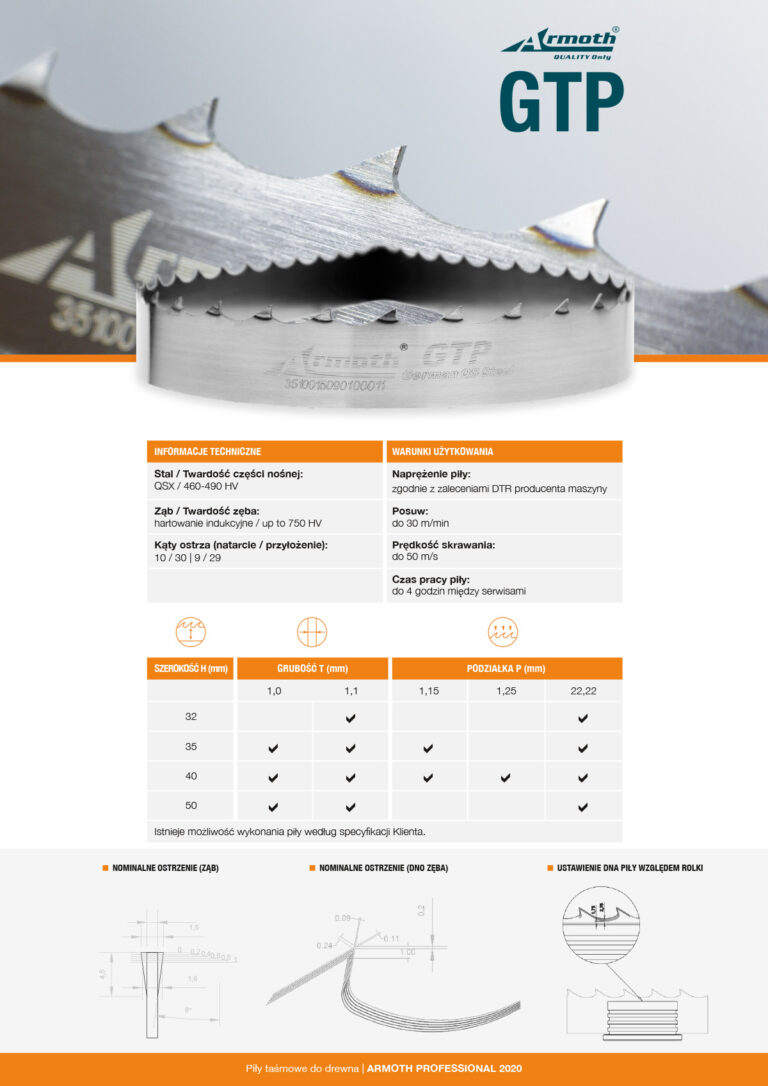 Armoth®
QUALITY Only
GTP
Armoth
35100
Armoth® GTP
German QS Steel
3510015090100011
INFORMACJE TECHNICZNE
Stal / Twardość części nośnej:
QSX / 460-490 HV
Ząb / Twardość zęba:
hartowanie indukcyjne / up to 750 HV
Kąty ostrza (natarcie / przyłożenie):
10 / 30 | 9 / 29
WARUNKI UŻYTKOWANIA
Naprężenie piły:
zgodnie z zaleceniami DTR producenta maszyny
Posuw:
do 30 m/min
Prędkość skrawania:
do 50 m/s
Czas pracy piły:
do 4 godzin między serwisami
SZEROKOŚĆ H (mm) GRUBOŚĆ T (mm) PODZIAŁKA P (mm)
1,0 1,1 1,15 1,25 22,22
32 ✔ ✔
35 ✔ ✔ ✔ ✔
40 ✔ ✔ ✔ ✔ ✔
50 ✔ ✔ ✔
Istnieje możliwość wykonania piły według specyfikacji Klienta.
NOMINALNE OSTRZENIE (ZĄB)
1,5
0 0,2 0,4 0,6 0,8 1
4,5
1,6
6°
NOMINALNE OSTRZENIE (DNO ZĘBA)
0.09
0,2
0.24
0.11
1.00
USTAWIENIE DNA PIŁY WZGLĘDEM ROLKI
Piły taśmowe do drewna | ARMOTH PROFESSIONAL 2020